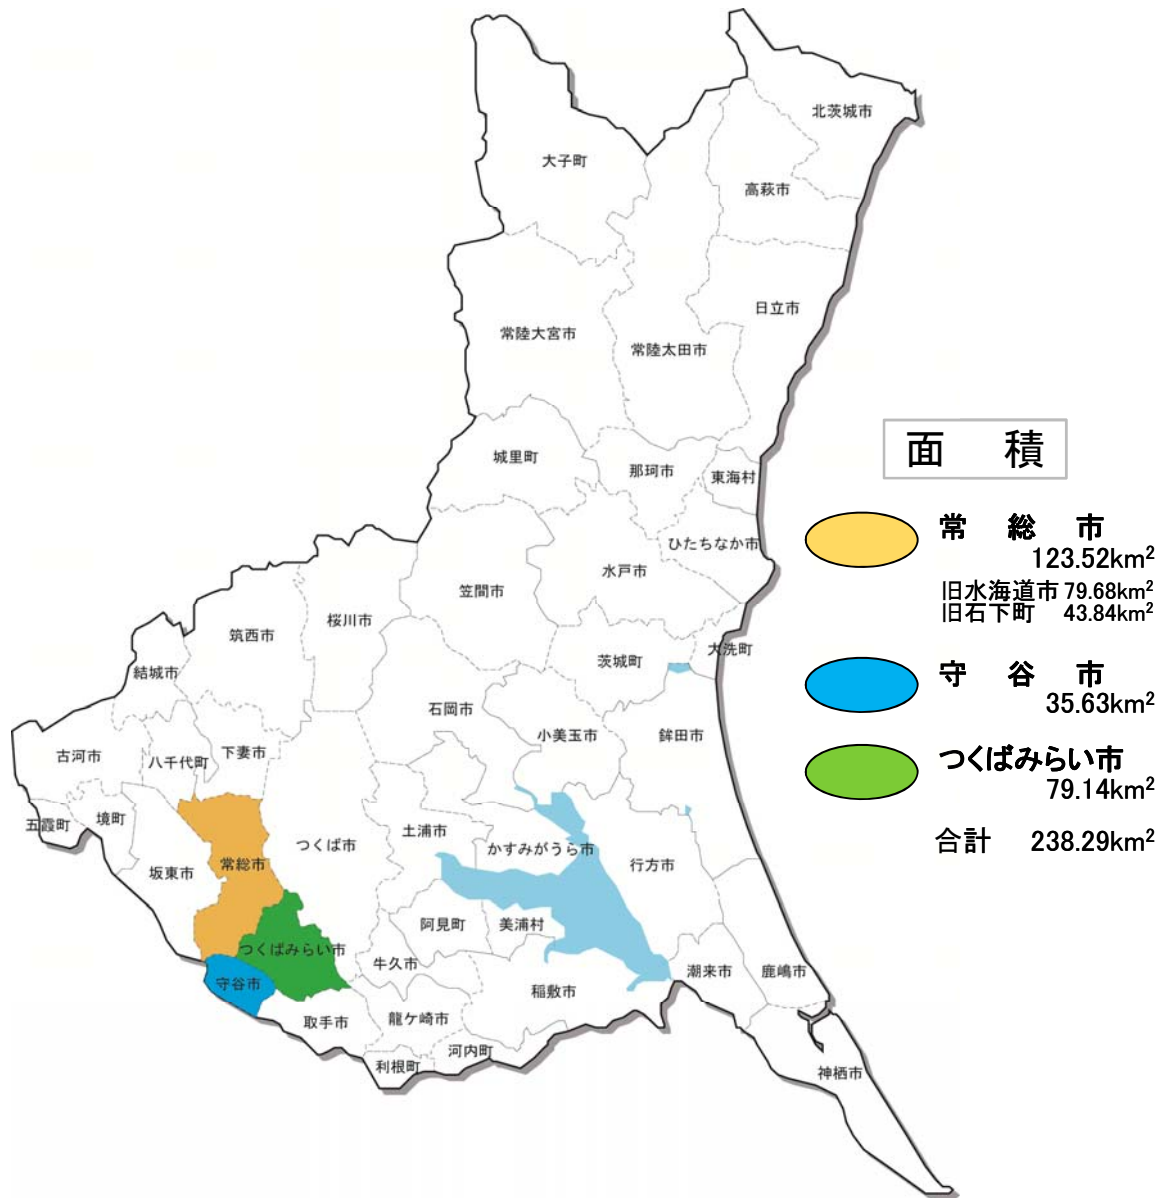 北茨城市
大子町
高萩市
日立市
常陸大宮市
常陸太田市
城里町
那珂市
東海村
ひたちなか市
水戸市
笠間市
桜川市
筑西市
結城市
茨城町
大洗町
石岡市
小美玉市
鉾田市
古河市
八千代町
下妻市
五霞町
境町
坂東市
常総市
つくば市
土浦市
かすみがうら市
行方市
阿見町
美浦村
つくばみらい市
牛久市
守谷市
稲敷市
潮来市
鹿嶋市
取手市
龍ケ崎市
河内町
利根町
神栖市
面　積
常　総　市
123.52km²
旧水海道市 79.68km²
旧石下町 43.84km²
守　谷　市
35.63km²
つくばみらい市
79.14km²
合計 238.29km²